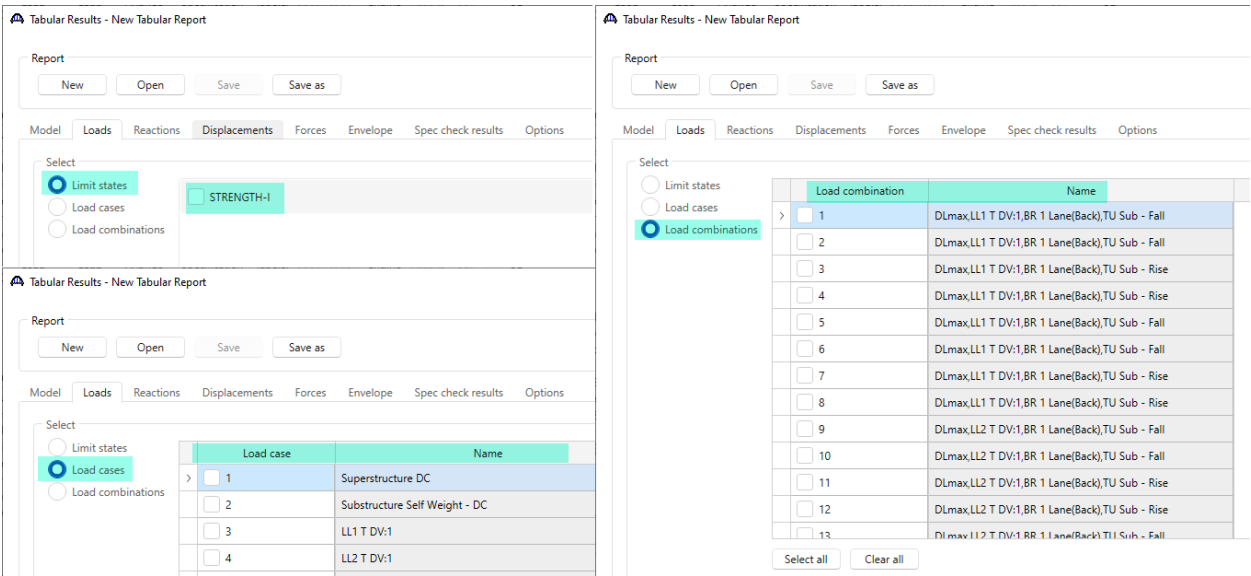 Tabular Results - New Tabular Report
Report
New Open Save Save as
Model Loads Reactions Displacements Forces Envelope Spec check results Options
Select
Limit states
Load cases
Load combinations
STRENGTH-I
Tabular Results - New Tabular Report
Report
New Open Save Save as
Model Loads Reactions Displacements Forces Envelope Spec check results Options
Select
Limit states
Load cases
Load combinations
Load case Name
1 Superstructure DC
2 Substructure Self Weight - DC
3 LL1 T DV:1
4 LL2 T DV:1
Tabular Results - New Tabular Report
Report
New Open Save Save as
Model Loads Reactions Displacements Forces Envelope Spec check results Options
Select
Limit states
Load cases
Load combinations
Load combination Name
1 DLmax,LL1 T DV:1,BR 1 Lane(Back),TU Sub - Fall
2 DLmax,LL1 T DV:1,BR 1 Lane(Back),TU Sub - Fall
3 DLmax,LL1 T DV:1,BR 1 Lane(Back),TU Sub - Rise
4 DLmax,LL1 T DV:1,BR 1 Lane(Back),TU Sub - Rise
5 DLmax,LL1 T DV:1,BR 1 Lane(Back),TU Sub - Fall
6 DLmax,LL1 T DV:1,BR 1 Lane(Back),TU Sub - Fall
7 DLmax,LL1 T DV:1,BR 1 Lane(Back),TU Sub - Rise
8 DLmax,LL1 T DV:1,BR 1 Lane(Back),TU Sub - Rise
9 DLmax,LL2 T DV:1,BR 1 Lane(Back),TU Sub - Fall
10 DLmax,LL2 T DV:1,BR 1 Lane(Back),TU Sub - Fall
11 DLmax,LL2 T DV:1,BR 1 Lane(Back),TU Sub - Rise
12 DLmax,LL2 T DV:1,BR 1 Lane(Back),TU Sub - Rise
13 DLmax,LL2 T DV:1,BR 1 Lane(Back),TU Sub - Fall
Select all Clear all